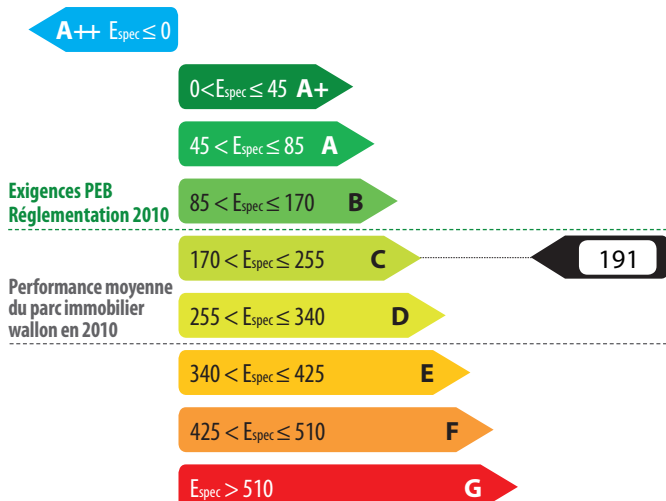 A++ Espec ≤ 0
0<Espec ≤ 45 A+
45 < Espec ≤ 85 A
Exigences PEB
Réglementation 2010
85 < Espec ≤ 170 B
170 < Espec ≤ 255 C
191
Performance moyenne
du parc immobilier
wallon en 2010
255 < Espec ≤ 340 D
340 < Espec ≤ 425 E
425 < Espec ≤ 510 F
Espec > 510 G